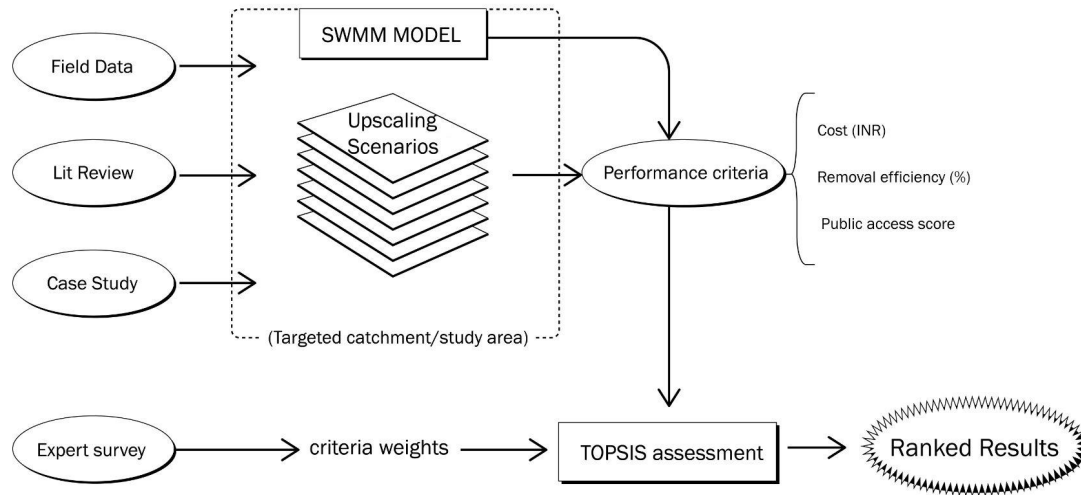 SWMM MODEL
Field Data
Upscaling
Scenarios
Lit Review
Performance criteria
Cost (INR)
Removal efficiency (%)
Public access score
Case Study
(Targeted catchment/study area)
Expert survey
criteria weights
TOPSIS assessment
Ranked Results